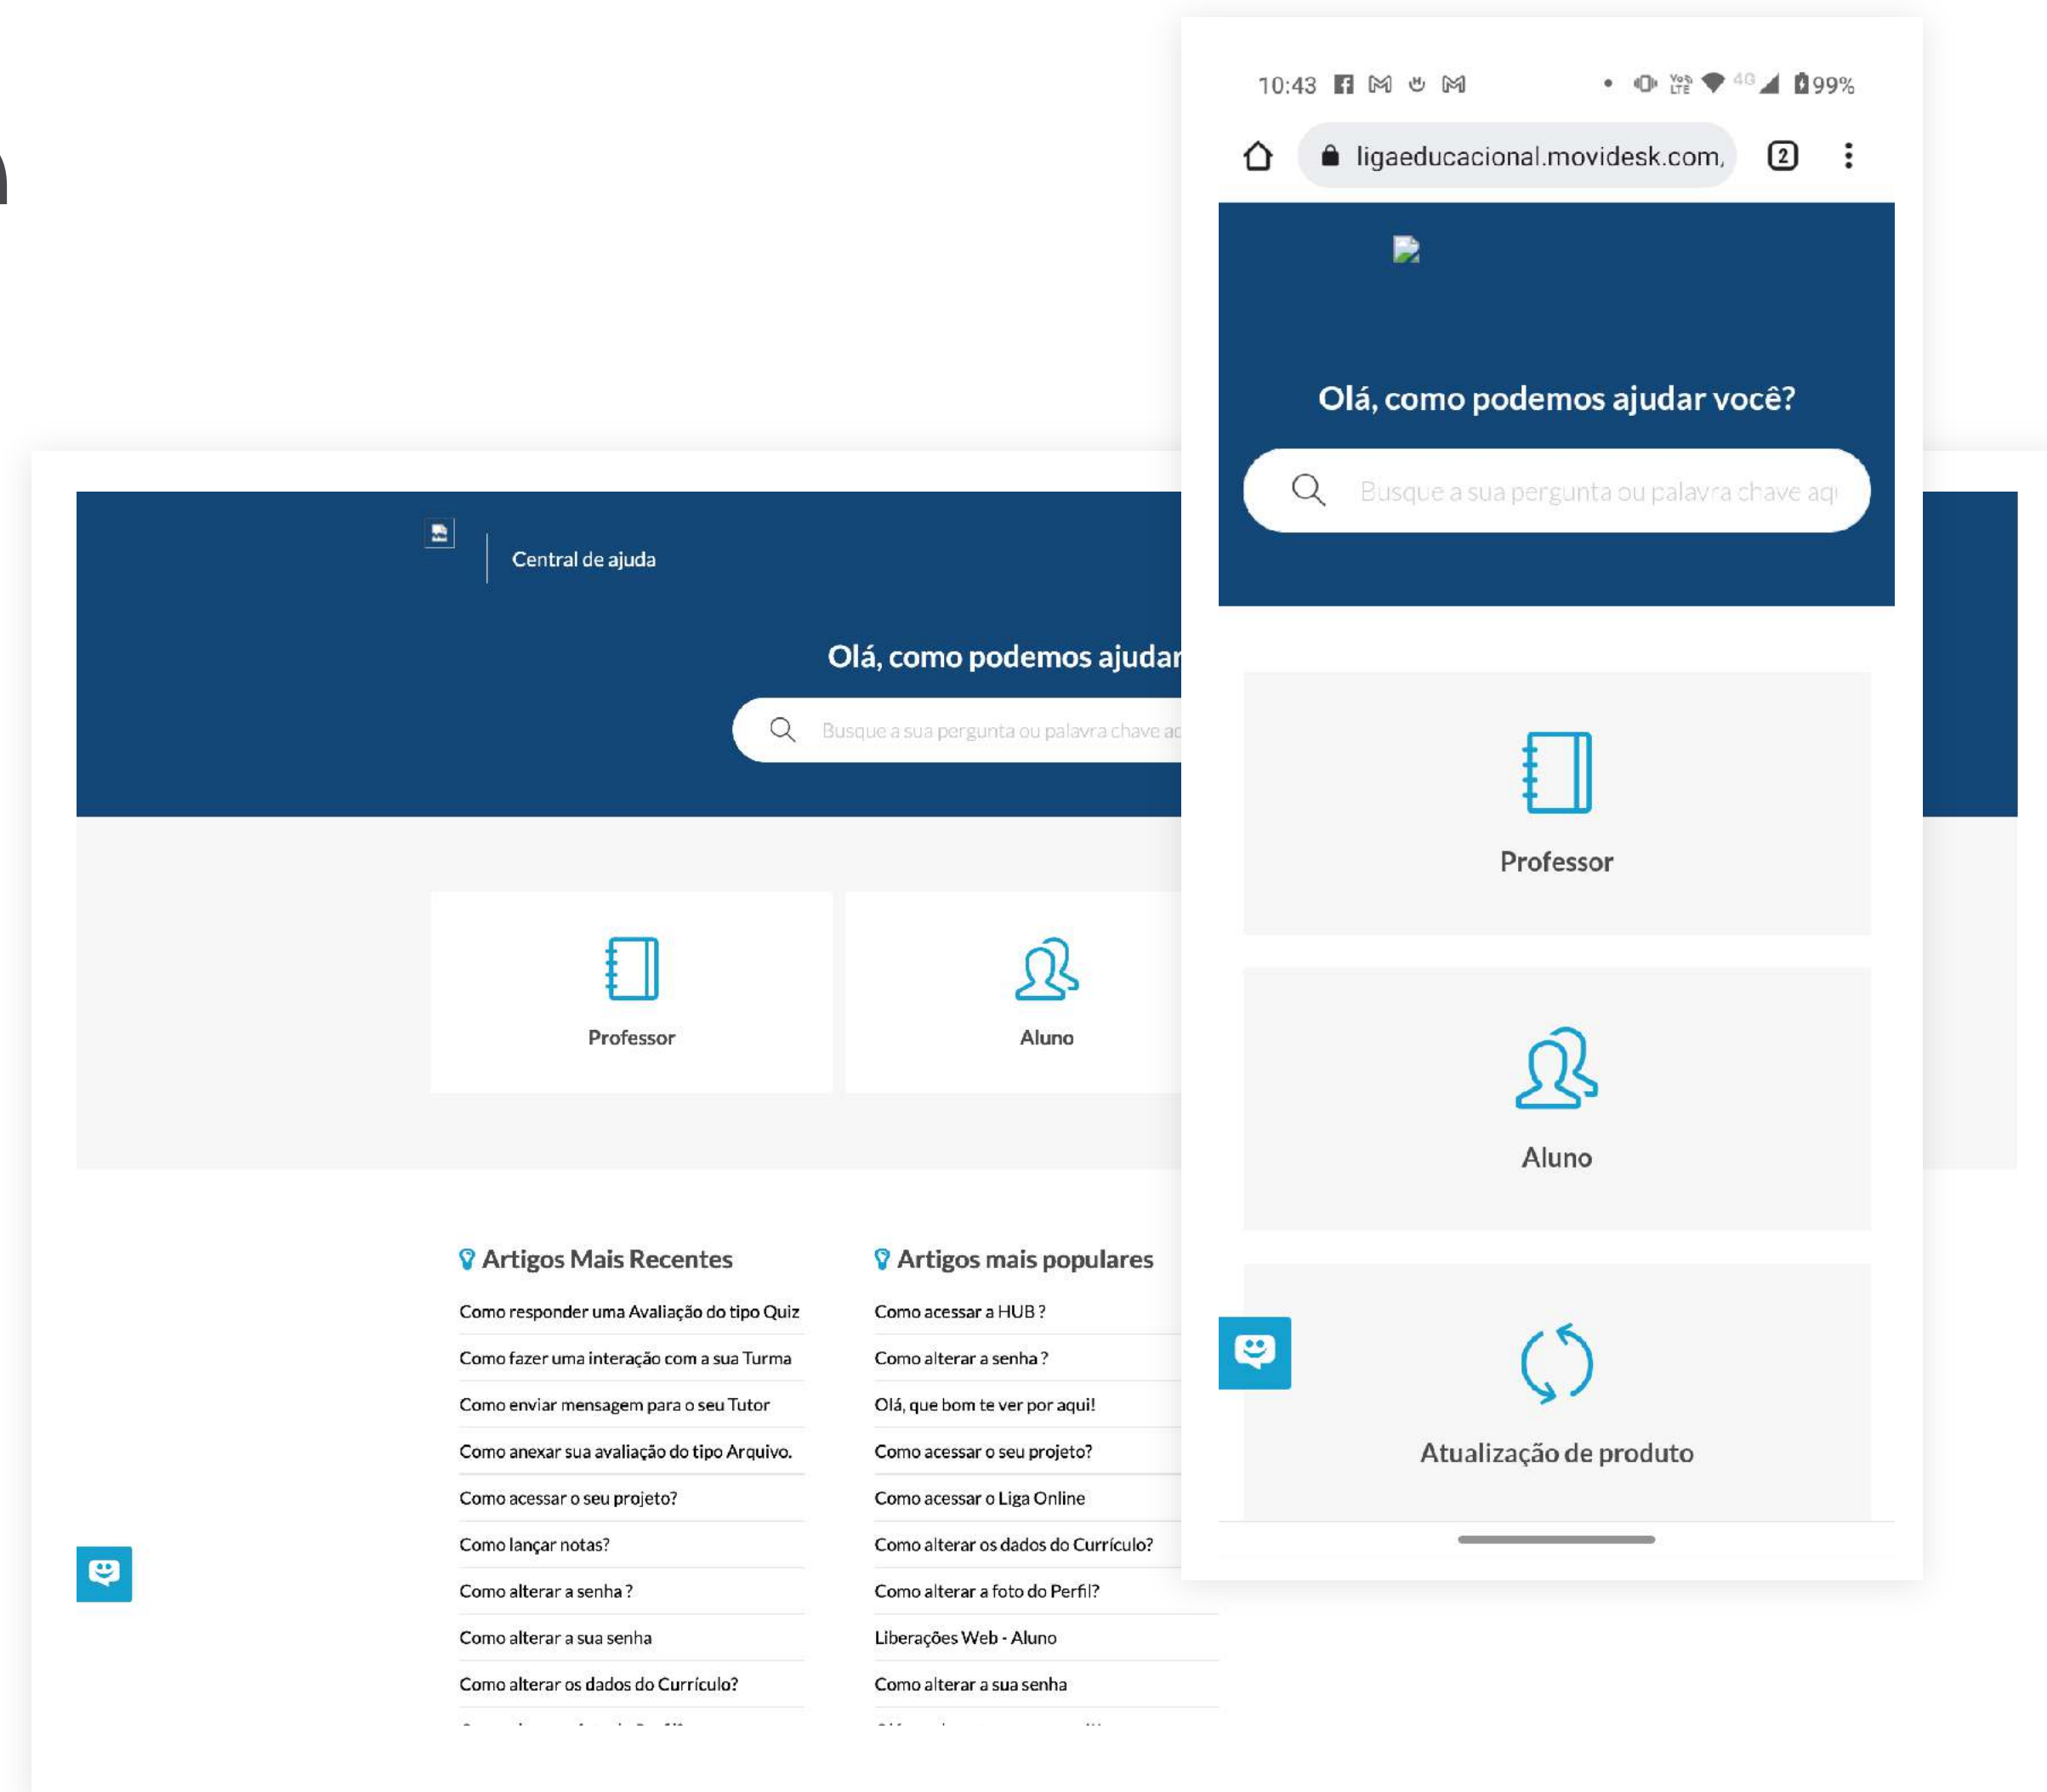 10:43
VoD LTE 4G 99%
ligaeducacional.movidesk.com,
2
Olá, como podemos ajudar você?
Busque a sua pergunta ou palavra chave aqu
Professor
Aluno
Atualização de produto
Central de ajuda
Olá, como podemos ajudar
Busque a sua pergunta ou palavra chave aq
Professor
Aluno
Artigos Mais Recentes
Como responder uma Avaliação do tipo Quiz
Como fazer uma interação com a sua Turma
Como enviar mensagem para o seu Tutor
Como anexar sua avaliação do tipo Arquivo.
Como acessar o seu projeto?
Como lançar notas?
Como alterar a senha ?
Como alterar a sua senha
Como alterar os dados do Currículo?
Artigos mais populares
Como acessar a HUB ?
Como alterar a senha ?
Olá, que bom te ver por aqui!
Como acessar o seu projeto?
Como acessar o Liga Online
Como alterar os dados do Currículo?
Como alterar a foto do Perfil?
Liberações Web - Aluno
Como alterar a sua senha